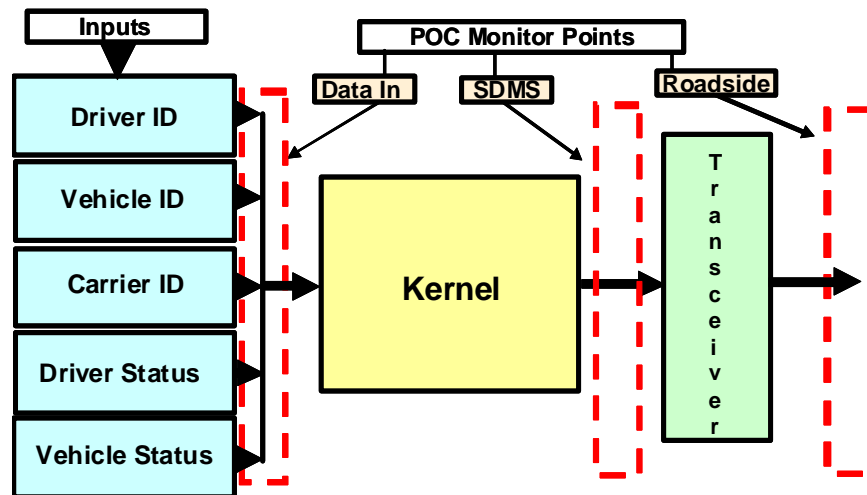 Inputs
POC Monitor Points
Data In
SDMS
Roadside
Driver ID
Vehicle ID
Carrier ID
Driver Status
Vehicle Status
Kernel
Transceiver